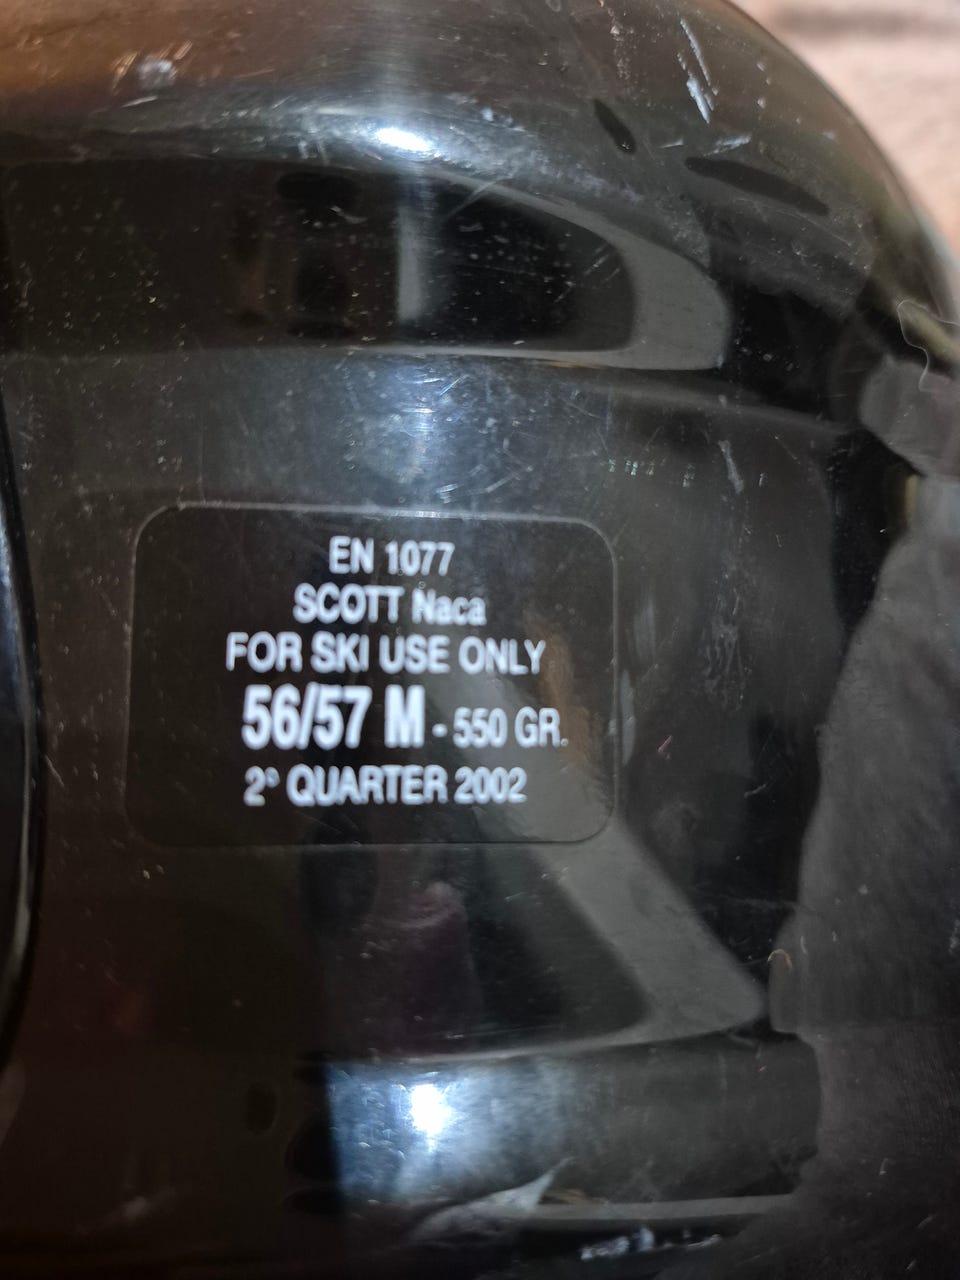 EN 1077
SCOTT Naca
FOR SKI USE ONLY
56/57 M - 550 GR.
2° QUARTER 2002